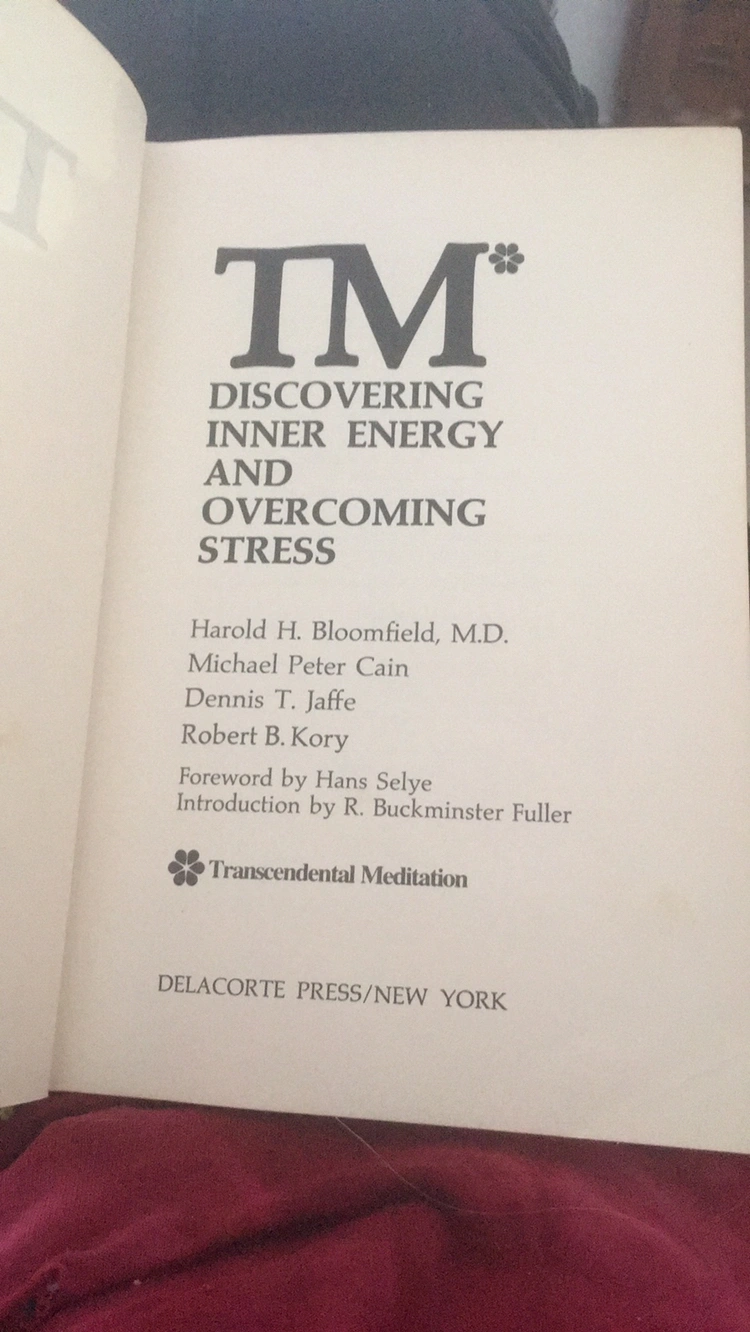 T
TM*
DISCOVERING
INNER ENERGY
AND
OVERCOMING
STRESS
Harold H. Bloomfield, M.D.
Michael Peter Cain
Dennis T. Jaffe
Robert B. Kory
Foreword by Hans Selye
Introduction by R. Buckminster Fuller
Transcendental Meditation
DELACORTE PRESS/NEW YORK